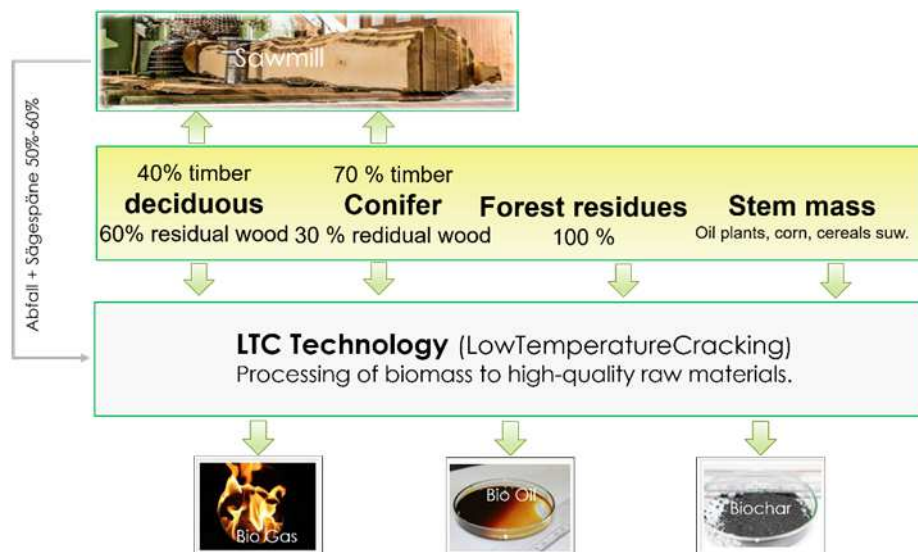 Sawmill
Abfall + Sägespäne 50%-60%
40% timber
deciduous
60% residual wood
70 % timber
Conifer
30 % redidual wood
Forest residues
100 %
Stem mass
Oil plants, corn, cereals suw.
LTC Technology (LowTemperatureCracking)
Processing of biomass to high-quality raw materials.
Bio Gas
Bio Oil
Biochar